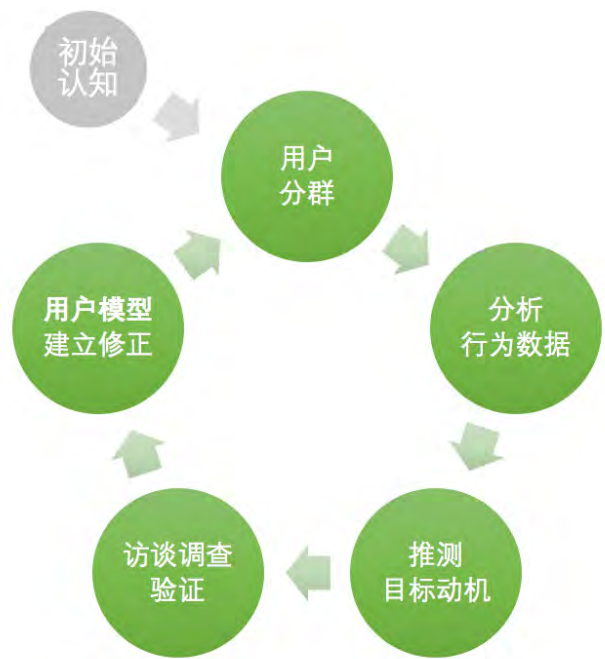 初始
认知
用户
分群
分析
行为数据
推测
目标动机
访谈调查
验证
用户模型
建立修正